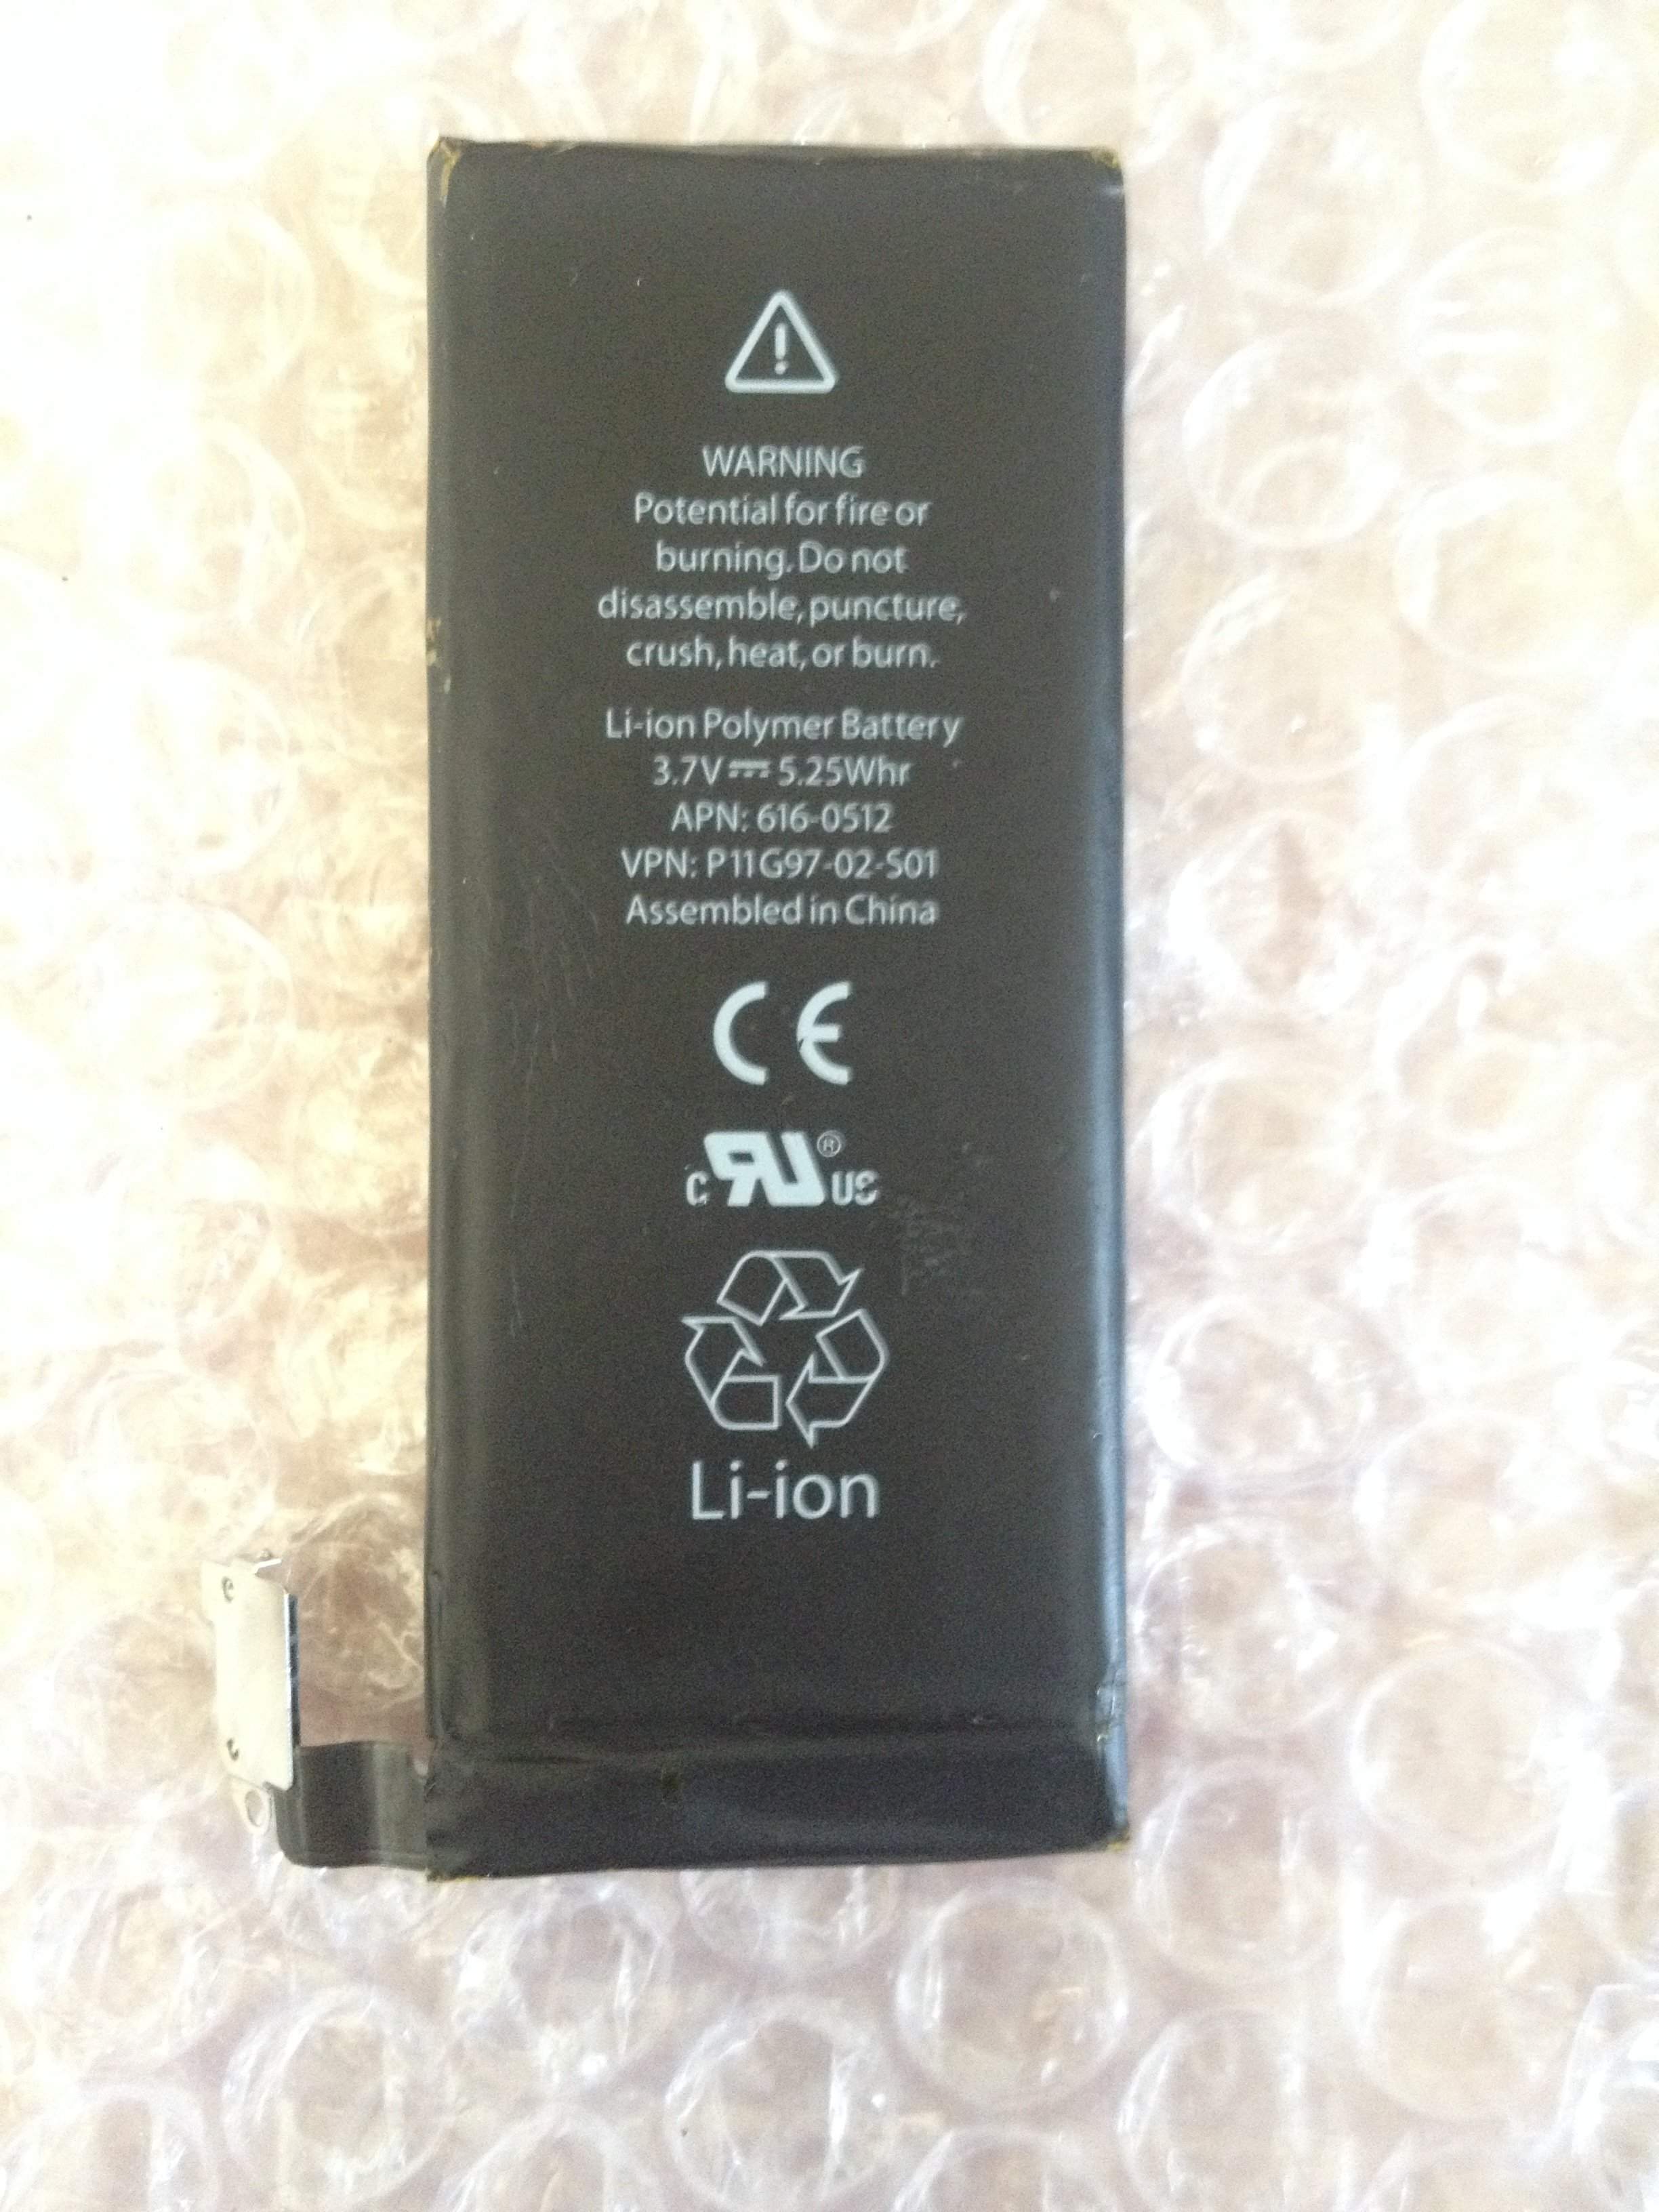 WARNING
Potential for fire or
burning. Do not
disassemble, puncture,
crush, heat, or burn.
Li-ion Polymer Battery
3.7V⎓5.25Whr
APN: 616-0512
VPN: P11G97-02-S01
Assembled in China
CE
c RU ® US
Li-ion